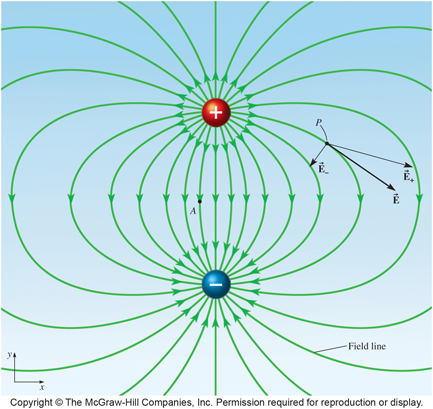 +
P
E₋
E₊
E
A
−
Field line
y
x
Copyright © The McGraw-Hill Companies, Inc. Permission required for reproduction or display.